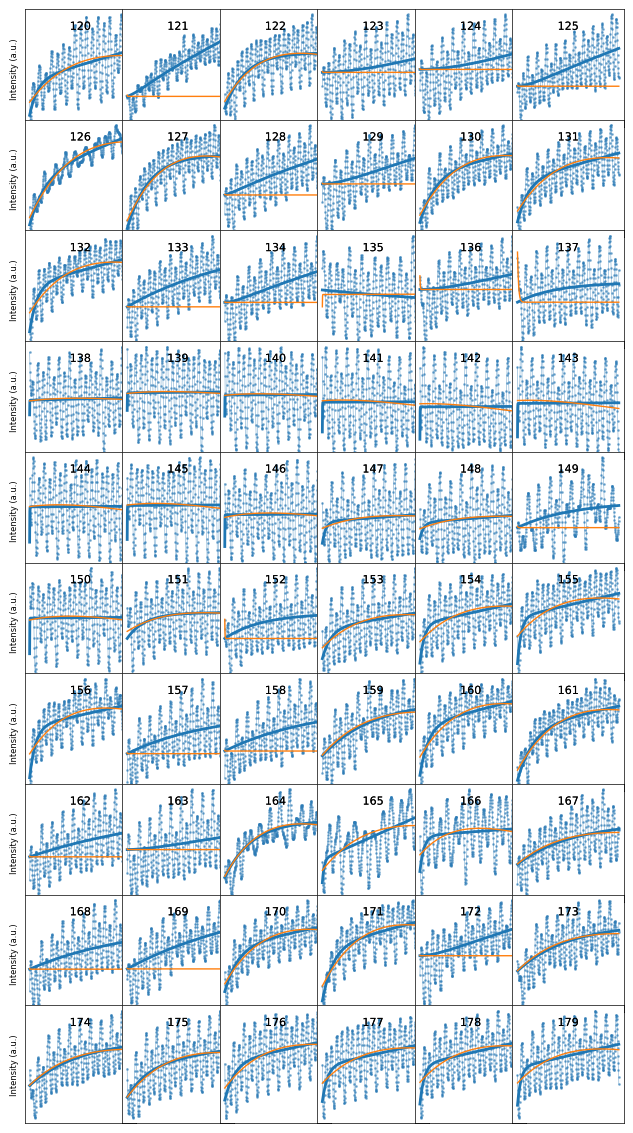 Intensity (a.u.) 120 121 122 123 124 125
Intensity (a.u.) 126 127 128 129 130 131
Intensity (a.u.) 132 133 134 135 136 137
Intensity (a.u.) 138 139 140 141 142 143
Intensity (a.u.) 144 145 146 147 148 149
Intensity (a.u.) 150 151 152 153 154 155
Intensity (a.u.) 156 157 158 159 160 161
Intensity (a.u.) 162 163 164 165 166 167
Intensity (a.u.) 168 169 170 171 172 173
Intensity (a.u.) 174 175 176 177 178 179